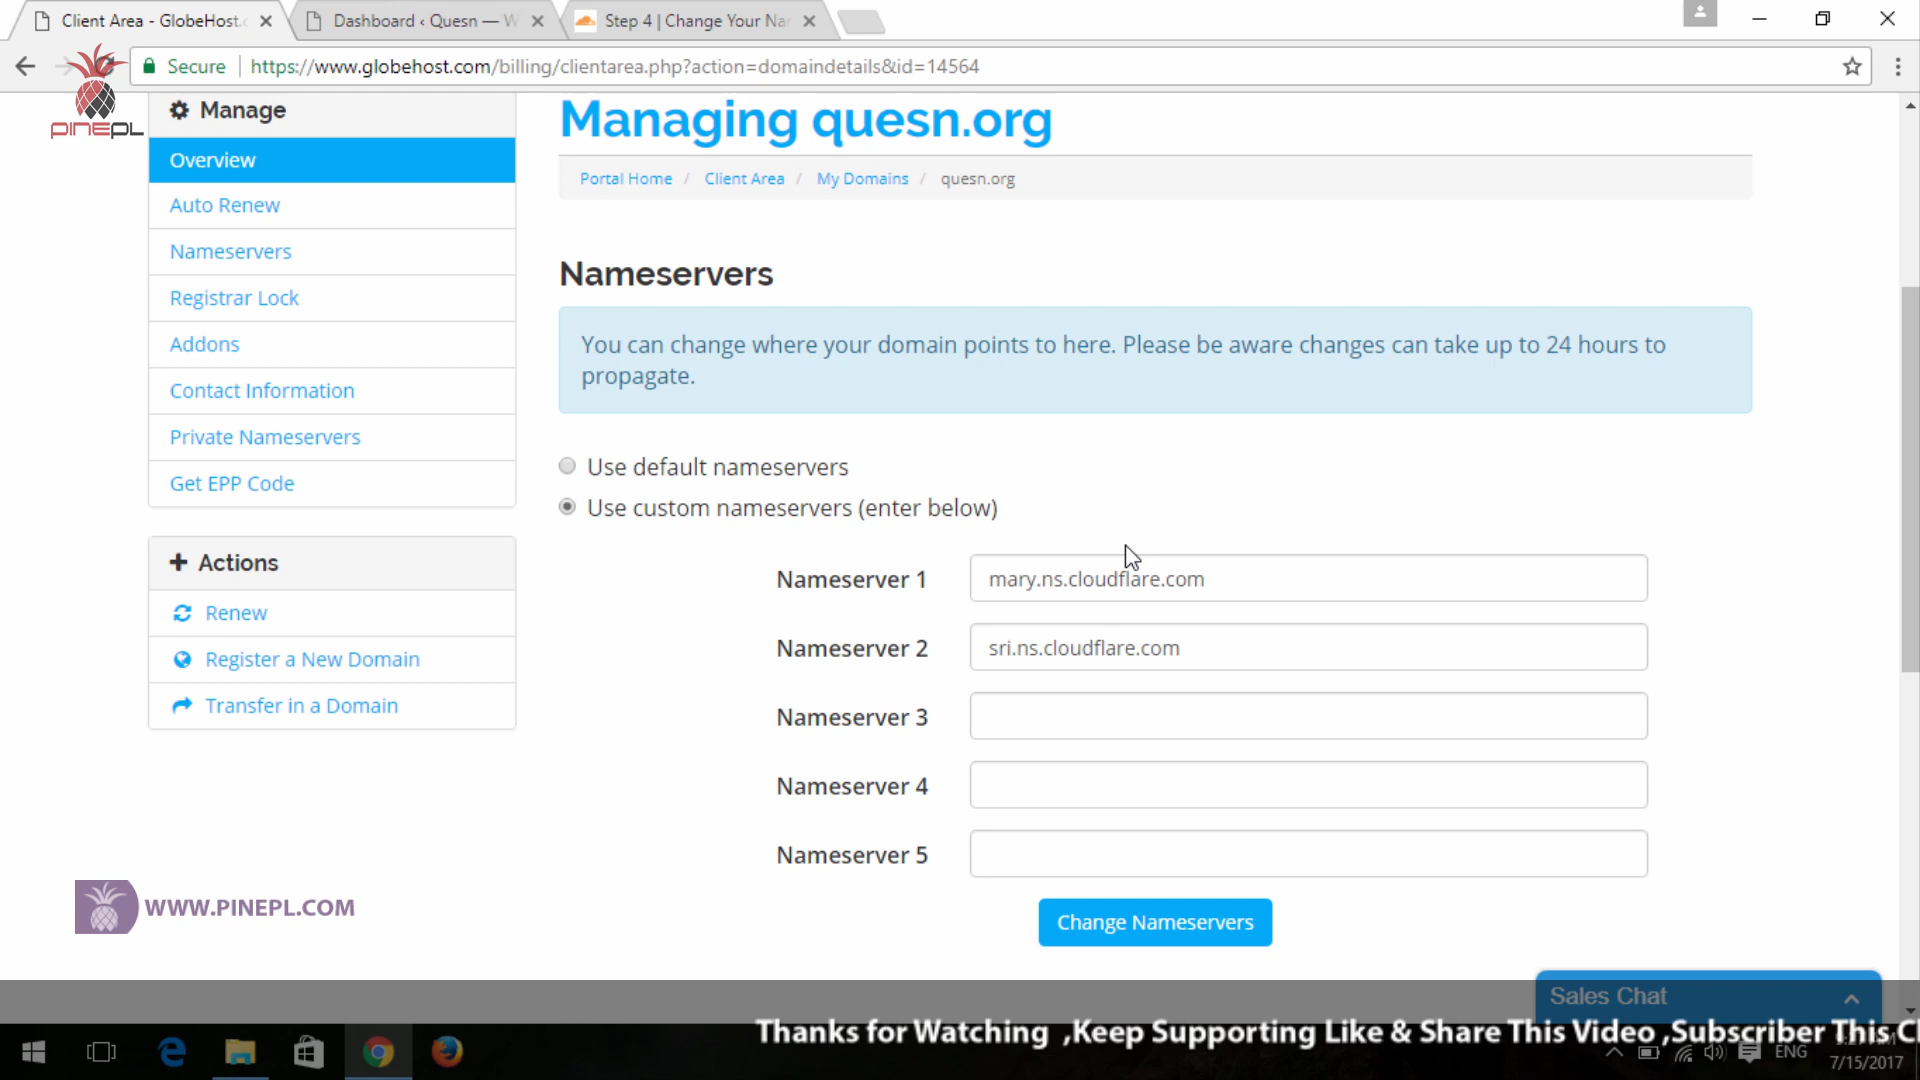 Client Area - GlobeHost.
Dashboard ‹ Quesn — W
Step 4 | Change Your Na
Secure
https://www.globehost.com/billing/clientarea.php?action=domaindetails&id=14564
PINEPL
Manage
Overview
Auto Renew
Nameservers
Registrar Lock
Addons
Contact Information
Private Nameservers
Get EPP Code
Actions
Renew
Register a New Domain
Transfer in a Domain
Managing quesn.org
Portal Home / Client Area / My Domains / quesn.org
Nameservers
You can change where your domain points to here. Please be aware changes can take up to 24 hours to
propagate.
Use default nameservers
Use custom nameservers (enter below)
Nameserver 1 mary.ns.cloudflare.com
Nameserver 2 sri.ns.cloudflare.com
Nameserver 3
Nameserver 4
Nameserver 5
Change Nameservers
WWW.PINEPL.COM
Sales Chat
Thanks for Watching ,Keep Supporting Like & Share This Video ,Subscriber This C
ENG
7/15/2017